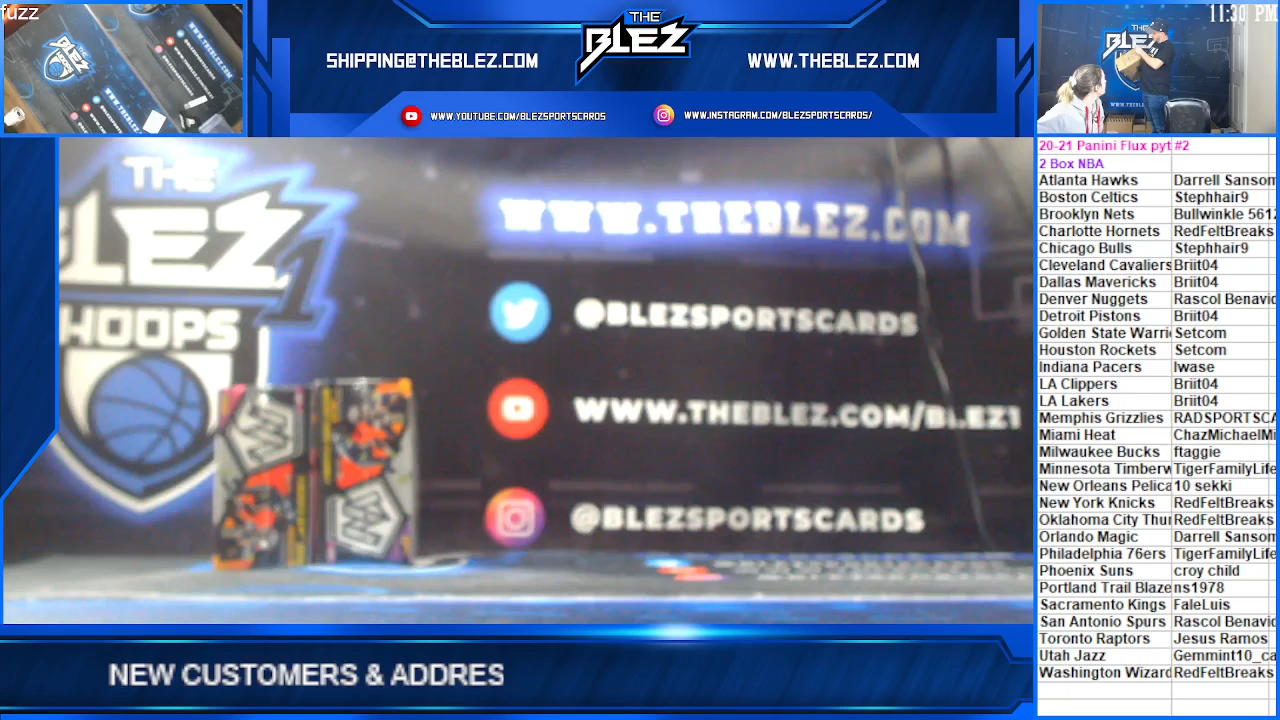 fuzz
THE
BLEZ
SHIPPING@THEBLEZ.COM
WWW.THEBLEZ.COM
WWW.YOUTUBE.COM/BLEZSPORTSCARDS
WWW.INSTAGRAM.COM/BLEZSPORTSCARDS/
11:30 PM
THE
BLEZ
HOOPS
1
WWW.THEBLEZ.COM
@BLEZSPORTSCARDS
WWW.THEBLEZ.COM/BLEZ1
@BLEZSPORTSCARDS
20-21 Panini Flux pyt #2
2 Box NBA
Atlanta Hawks Darrell Sansom
Boston Celtics Stephhair9
Brooklyn Nets Bullwinkle 561
Charlotte Hornets RedFeltBreaks
Chicago Bulls Stephhair9
Cleveland Cavaliers Briit04
Dallas Mavericks Briit04
Denver Nuggets Rascol Benavid
Detroit Pistons Briit04
Golden State Warri Setcom
Houston Rockets Setcom
Indiana Pacers Iwase
LA Clippers Briit04
LA Lakers Briit04
Memphis Grizzlies RADSPORTSCA
Miami Heat ChazMichaelMi
Milwaukee Bucks ftaggie
Minnesota Timberw TigerFamilyLife
New Orleans Pelica 10 sekki
New York Knicks RedFeltBreaks
Oklahoma City Thu RedFeltBreaks
Orlando Magic Darrell Sansom
Philadelphia 76ers TigerFamilyLife
Phoenix Suns croy child
Portland Trail Blaze ns1978
Sacramento Kings FaleLuis
San Antonio Spurs Rascol Benavid
Toronto Raptors Jesus Ramos
Utah Jazz Gemmint10_ca
Washington Wizard RedFeltBreaks
NEW CUSTOMERS & ADDRES